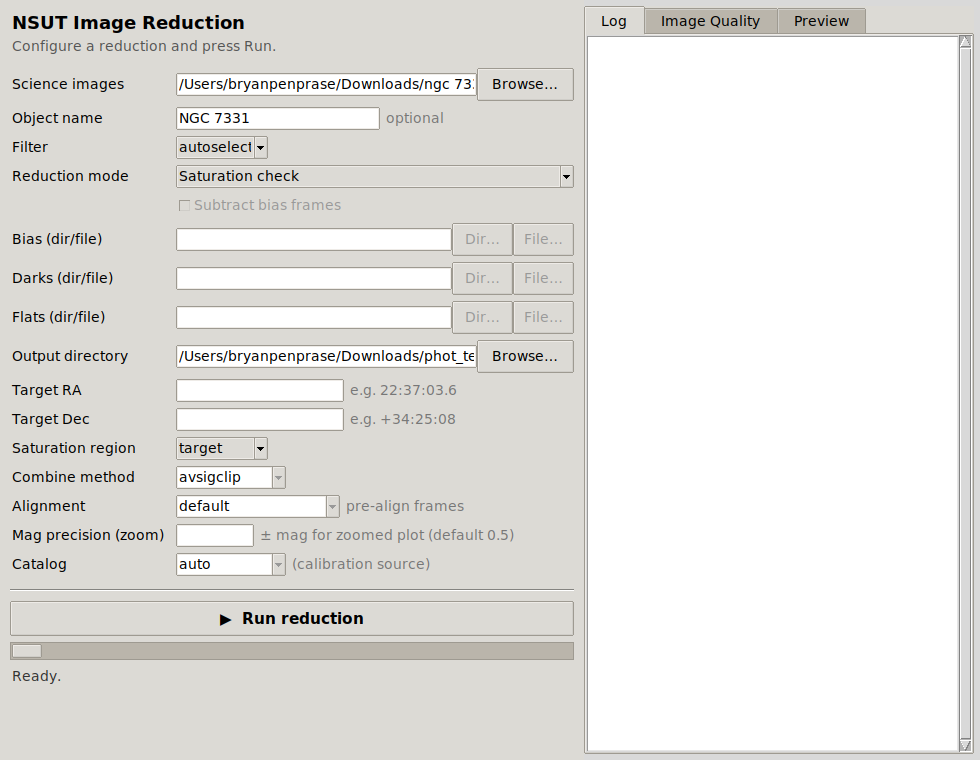 NSUT Image Reduction
Configure a reduction and press Run.
Science images /Users/bryanpenprase/Downloads/ngc 73 Browse...
Object name NGC 7331 optional
Filter autoselect
Reduction mode Saturation check
Subtract bias frames
Bias (dir/file) Dir... File...
Darks (dir/file) Dir... File...
Flats (dir/file) Dir... File...
Output directory /Users/bryanpenprase/Downloads/phot_te Browse...
Target RA e.g. 22:37:03.6
Target Dec e.g. +34:25:08
Saturation region target
Combine method avsigclip
Alignment default pre-align frames
Mag precision (zoom) ± mag for zoomed plot (default 0.5)
Catalog auto (calibration source)
▶ Run reduction
Ready.
Log Image Quality Preview